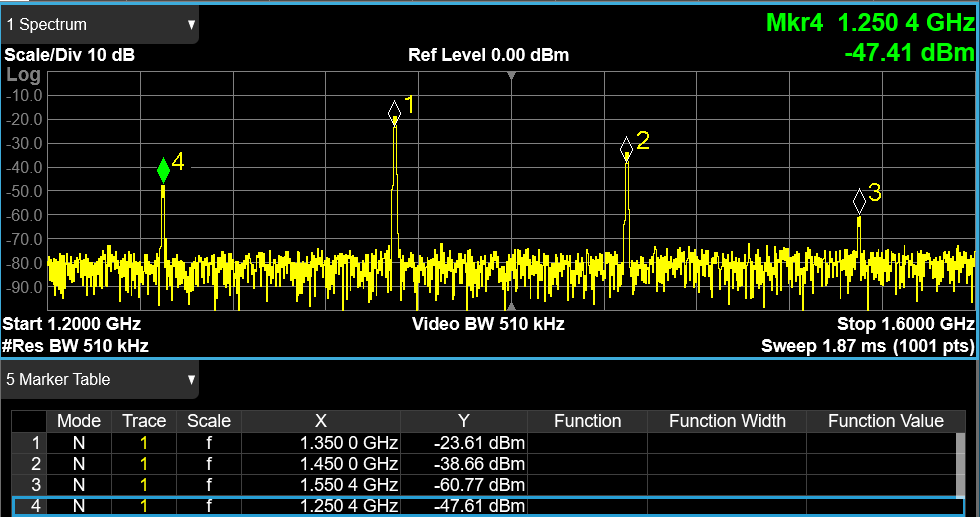 1 Spectrum ▼
Mkr4 1.250 4 GHz
-47.41 dBm
Scale/Div 10 dB
Ref Level 0.00 dBm
Log
-10.0
-20.0
-30.0
-40.0
-50.0
-60.0
-70.0
-80.0
-90.0
1
2
3
4
Start 1.2000 GHz
Video BW 510 kHz
Stop 1.6000 GHz
#Res BW 510 kHz
Sweep 1.87 ms (1001 pts)
5 Marker Table ▼
Mode Trace Scale X Y Function Function Width Function Value
1 N 1 f 1.350 0 GHz -23.61 dBm
2 N 1 f 1.450 0 GHz -38.66 dBm
3 N 1 f 1.550 4 GHz -60.77 dBm
4 N 1 f 1.250 4 GHz -47.61 dBm